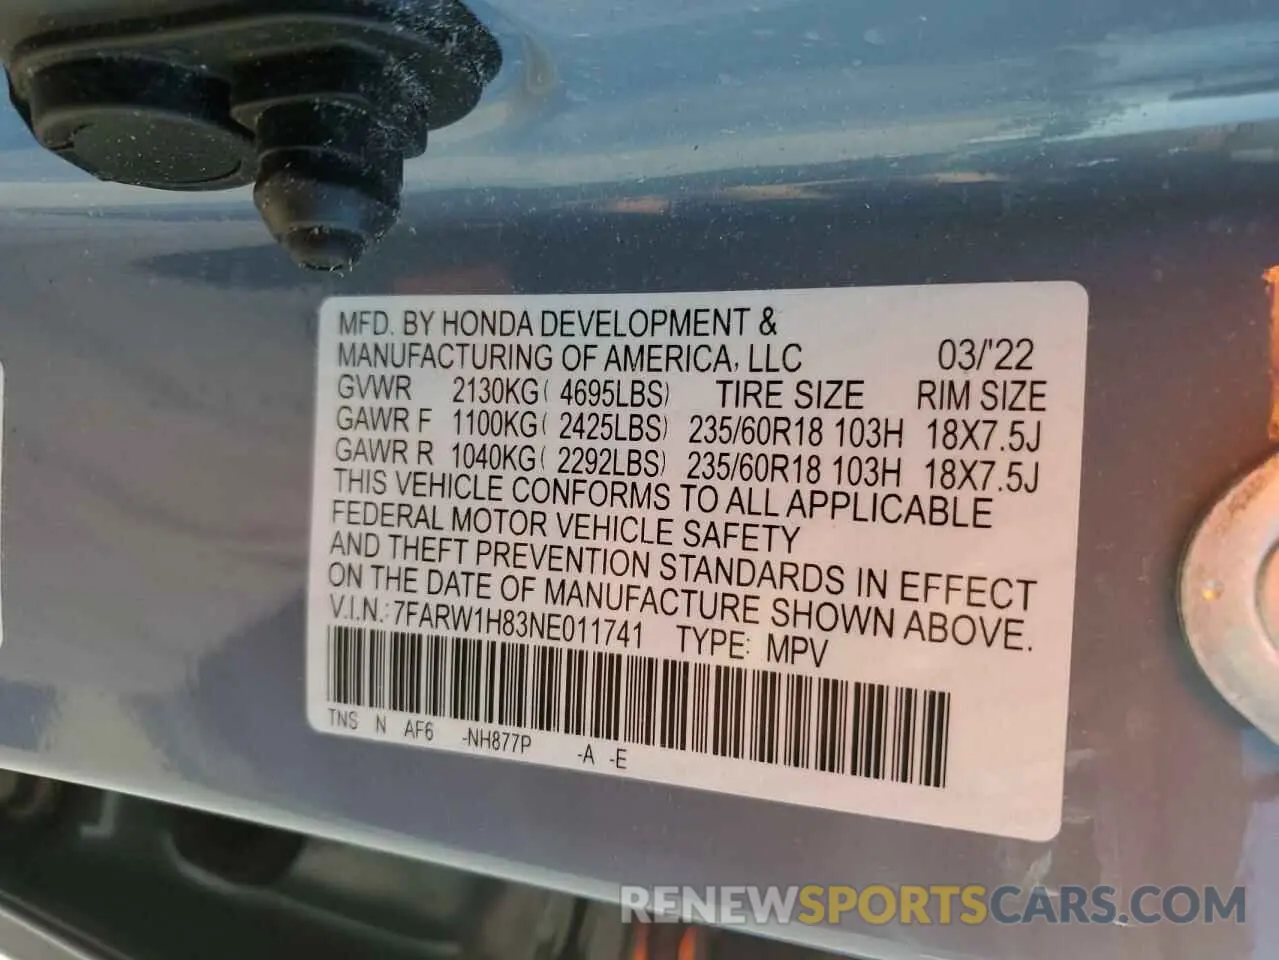 MFD. BY HONDA DEVELOPMENT &
MANUFACTURING OF AMERICA, LLC 03/'22
GVWR 2130KG( 4695LBS) TIRE SIZE RIM SIZE
GAWR F 1100KG( 2425LBS) 235/60R18 103H 18X7.5J
GAWR R 1040KG( 2292LBS) 235/60R18 103H 18X7.5J
THIS VEHICLE CONFORMS TO ALL APPLICABLE
FEDERAL MOTOR VEHICLE SAFETY
AND THEFT PREVENTION STANDARDS IN EFFECT
ON THE DATE OF MANUFACTURE SHOWN ABOVE.
V.I.N.: 7FARW1H83NE011741 TYPE: MPV
TNS N AF6 -NH877P -A -E
RENEWSPORTSCARS.COM